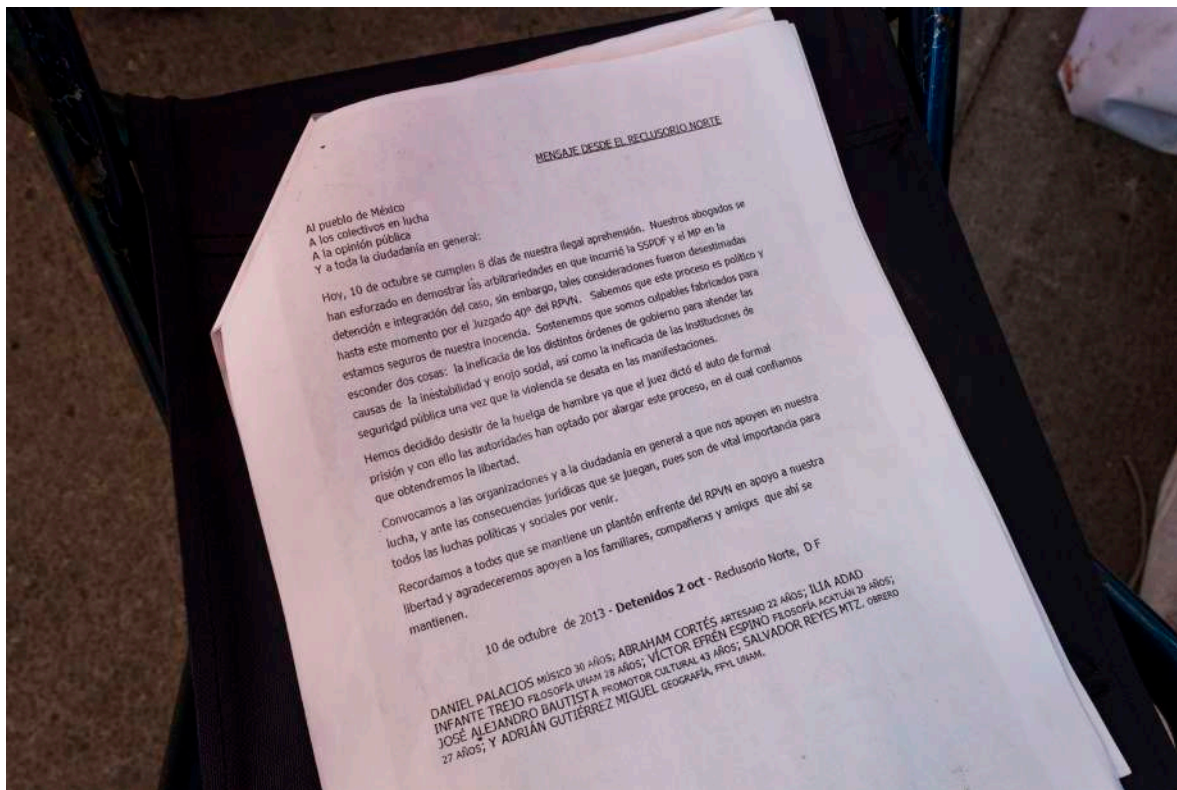 MENSAJE DESDE EL RECLUSORIO NORTE
Al pueblo de México
A los colectivos en lucha
A la opinión pública
Y a toda la ciudadanía en general:
Hoy, 10 de octubre se cumplen 8 días de nuestra ilegal aprehensión. Nuestros abogados se
han esforzado en demostrar las arbitrariedades en que incurrió la SSPDF y el MP en la
detención e integración del caso, sin embargo, tales consideraciones fueron desestimadas
hasta este momento por el Juzgado 40º del RPVN. Sabemos que este proceso es político y
estamos seguros de nuestra inocencia. Sostenemos que somos culpables fabricados para
esconder dos cosas: la ineficacia de los distintos órdenes de gobierno para atender las
causas de la inestabilidad y enojo social, así como la ineficacia de las Instituciones de
seguridad pública una vez que la violencia se desata en las manifestaciones.
Hemos decidido desistir de la huelga de hambre ya que el juez dictó el auto de formal
prisión y con ello las autoridades han optado por alargar este proceso, en el cual confiamos
que obtendremos la libertad.
Convocamos a las organizaciones y a la ciudadanía en general a que nos apoyen en nuestra
lucha, y ante las consecuencias jurídicas que se juegan, pues son de vital importancia para
todos las luchas políticas y sociales por venir.
Recordamos a todxs que se mantiene un plantón enfrente del RPVN en apoyo a nuestra
libertad y agradeceremos apoyen a los familiares, compañerxs y amigxs que ahí se
mantienen.
10 de octubre de 2013 - Detenidos 2 oct - Reclusorio Norte, D F
DANIEL PALACIOS MÚSICO 30 AÑOS; ABRAHAM CORTÉS ARTESANO 22 AÑOS; ILIA ADAD
INFANTE TREJO FILOSOFÍA UNAM 28 AÑOS; VÍCTOR EFRÉN ESPINO FILOSOFÍA ACATLÁN 29 AÑOS;
JOSÉ ALEJANDRO BAUTISTA PROMOTOR CULTURAL 43 AÑOS; SALVADOR REYES MTZ. OBRERO
27 AÑOS; Y ADRIÁN GUTIÉRREZ MIGUEL GEOGRAFÍA, FFYL UNAM.